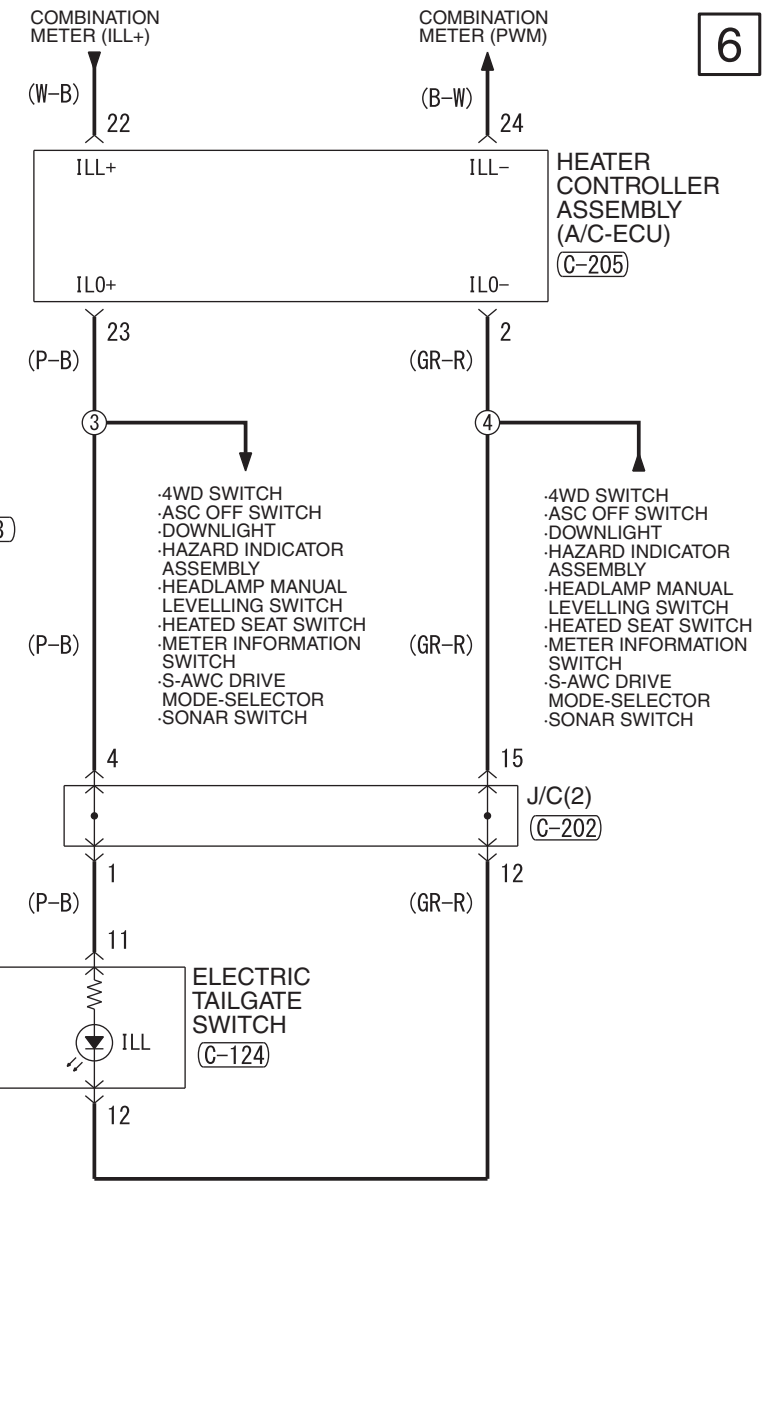 COMBINATION
METER (ILL+)
COMBINATION
METER (PWM)
6
(W-B)
(B-W)
22
24
ILL+
ILL-
HEATER
CONTROLLER
ASSEMBLY
(A/C-ECU)
C-205
ILO+
ILO-
23
2
(P-B)
(GR-R)
3
4
·4WD SWITCH
·ASC OFF SWITCH
·DOWNLIGHT
·HAZARD INDICATOR
ASSEMBLY
·HEADLAMP MANUAL
LEVELLING SWITCH
·HEATED SEAT SWITCH
·METER INFORMATION
SWITCH
·S-AWC DRIVE
MODE-SELECTOR
·SONAR SWITCH
·4WD SWITCH
·ASC OFF SWITCH
·DOWNLIGHT
·HAZARD INDICATOR
ASSEMBLY
·HEADLAMP MANUAL
LEVELLING SWITCH
·HEATED SEAT SWITCH
·METER INFORMATION
SWITCH
·S-AWC DRIVE
MODE-SELECTOR
·SONAR SWITCH
(P-B)
(GR-R)
4
15
J/C(2)
C-202
1
12
(P-B)
(GR-R)
11
ELECTRIC
TAILGATE
SWITCH
C-124
ILL
12